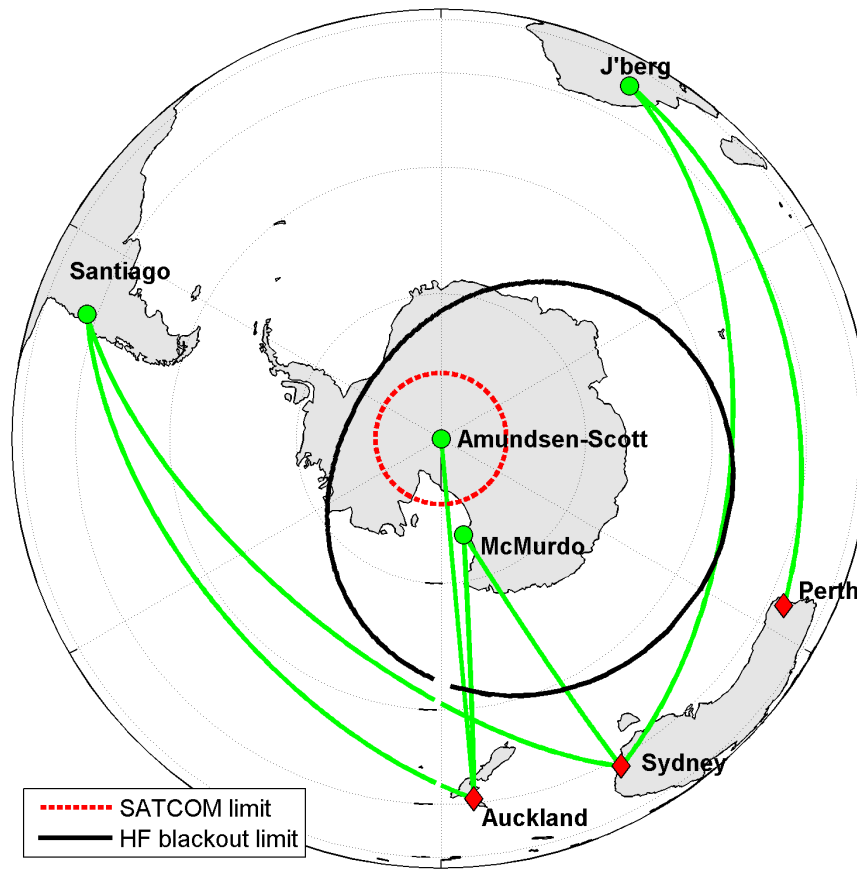 J'berg
Santiago
Amundsen-Scott
McMurdo
Perth
Sydney
Auckland
SATCOM limit
HF blackout limit